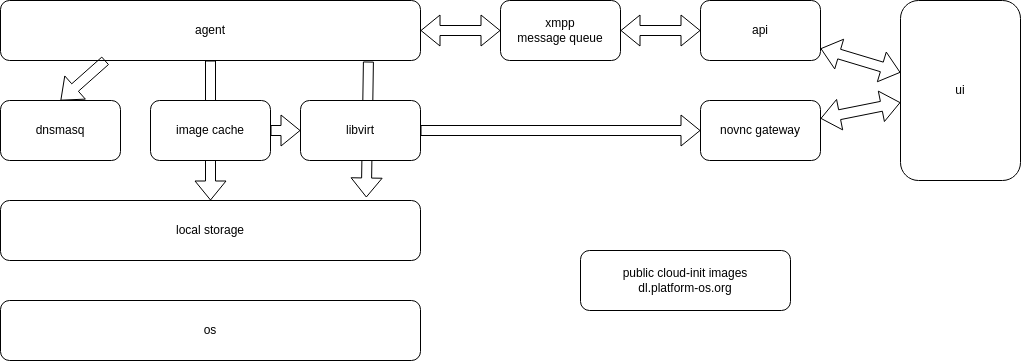 agent
xmpp
message queue
api
ui
dnsmasq
image cache
libvirt
novnc gateway
local storage
public cloud-init images
dl.platform-os.org
os